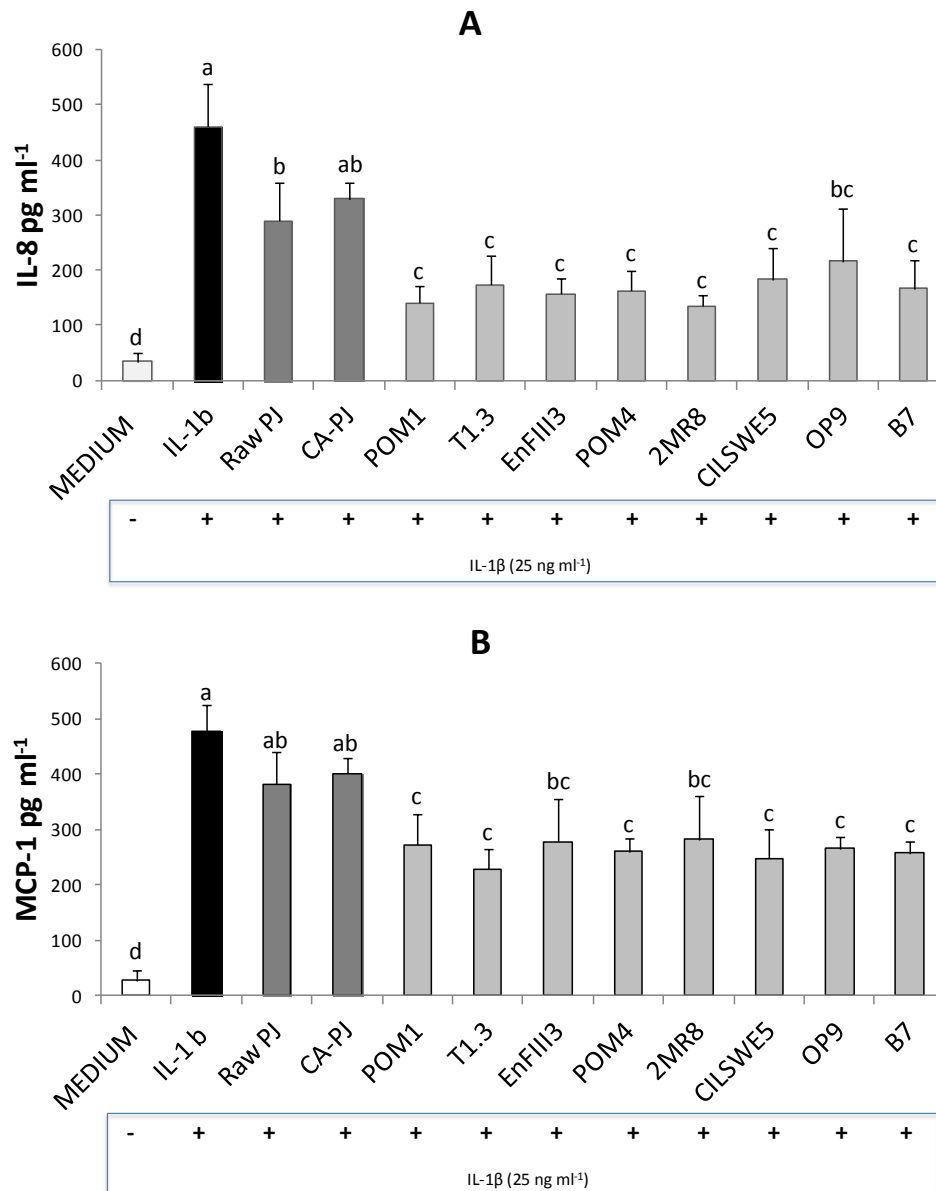 A
600
500
400
300
200
100
0
IL-8 pg ml-1
a
b
ab
c
c
c
c
c
c
bc
c
d
MEDIUM
IL-1b
Raw PJ
CA-PJ
POM1
T1.3
EnFIII3
POM4
2MR8
CILSWE5
OP9
B7
- + + + + + + + + + + +
IL-1β (25 ng ml-1)
B
600
500
400
300
200
100
0
MCP-1 pg ml-1
a
ab
ab
c
c
bc
c
bc
c
c
c
d
MEDIUM
IL-1 b
Raw PJ
CA-PJ
POM1
T1.3
EnFIII3
POM4
2MR8
CILSWE5
OP9
B7
- + + + + + + + + + + +
IL-1β (25 ng ml-1)